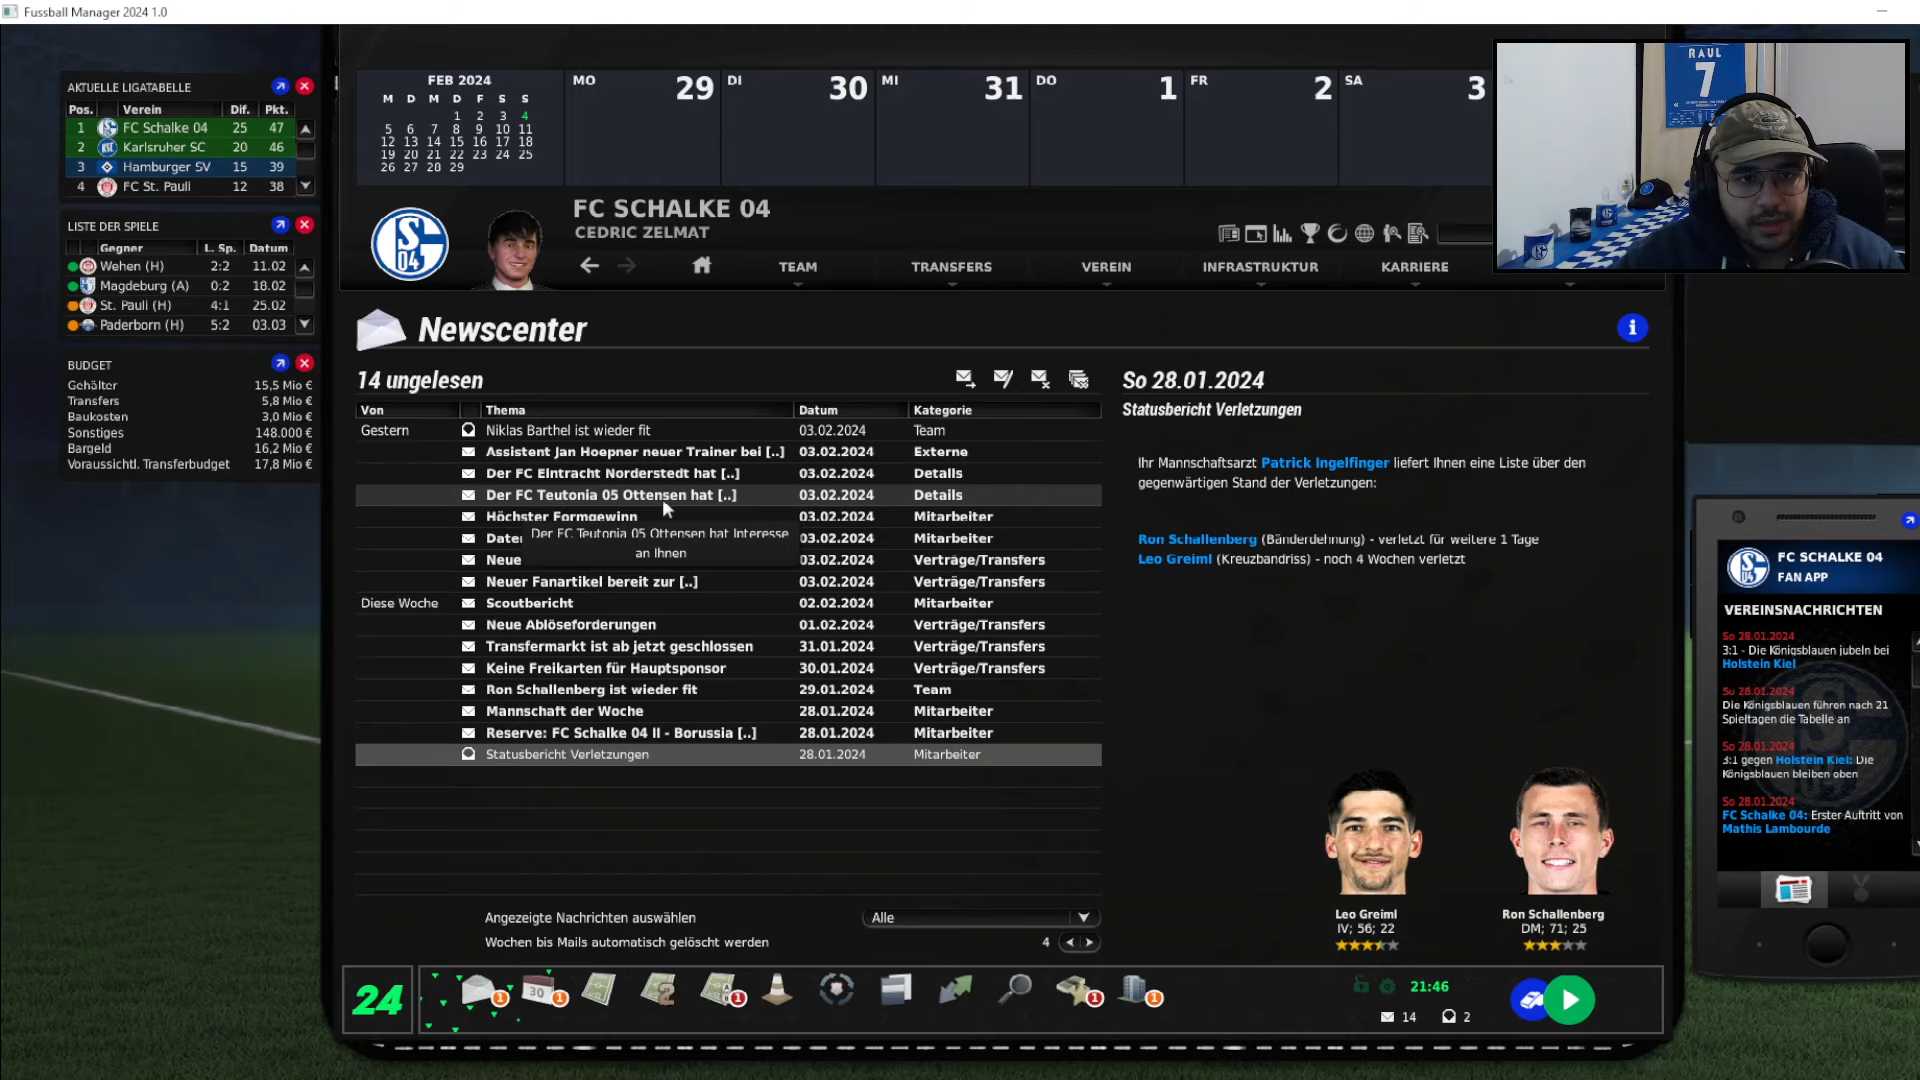 Fussball Manager 2024 1.0
AKTUELLE LIGATABELLE
Pos. Verein Dif. Pkt.
1 FC Schalke 04 25 47
2 Karlsruher SC 20 46
3 Hamburger SV 15 39
4 FC St. Pauli 12 38
LISTE DER SPIELE
Gegner L. Sp. Datum
Wehen (H) 2:2 11.02
Magdeburg (A) 0:2 18.02
St. Pauli (H) 4:1 25.02
Paderborn (H) 5:2 03.03
BUDGET
Gehälter 15,5 Mio €
Transfers 5,8 Mio €
Baukosten 3,0 Mio €
Sonstiges 148.000 €
Bargeld 16,2 Mio €
Voraussichtl. Transferbudget 17,8 Mio €
FEB 2024
M D M D F S S
1 2 3 4
5 6 7 8 9 10 11
12 13 14 15 16 17 18
19 20 21 22 23 24 25
26 27 28 29
MO 29 DI 30 MI 31 DO 1 FR 2 SA 3
RAUL
7
FC SCHALKE 04
CEDRIC ZELMAT
TEAM TRANSFERS VEREIN INFRASTRUKTUR KARRIERE
Newscenter
14 ungelesen
Von Thema Datum Kategorie
Gestern Niklas Barthel ist wieder fit 03.02.2024 Team
Assistent Jan Hoepner neuer Trainer bei [..] 03.02.2024 Externe
Der FC Eintracht Norderstedt hat [..] 03.02.2024 Details
Der FC Teutonia 05 Ottensen hat [..] 03.02.2024 Details
Höchster Formgewinn 03.02.2024 Mitarbeiter
Daten 03.02.2024 Mitarbeiter
Der FC Teutonia 05 Ottensen hat Interesse
an Ihnen
Neue 03.02.2024 Verträge/Transfers
Neuer Fanartikel bereit zur [..] 03.02.2024 Verträge/Transfers
Diese Woche Scoutbericht 02.02.2024 Mitarbeiter
Neue Ablöseforderungen 01.02.2024 Verträge/Transfers
Transfermarkt ist ab jetzt geschlossen 31.01.2024 Verträge/Transfers
Keine Freikarten für Hauptsponsor 30.01.2024 Verträge/Transfers
Ron Schallenberg ist wieder fit 29.01.2024 Team
Mannschaft der Woche 28.01.2024 Mitarbeiter
Reserve: FC Schalke 04 II - Borussia [..] 28.01.2024 Mitarbeiter
Statusbericht Verletzungen 28.01.2024 Mitarbeiter
Angezeigte Nachrichten auswählen Alle
Wochen bis Mails automatisch gelöscht werden 4
So 28.01.2024
Statusbericht Verletzungen
Ihr Mannschaftsarzt Patrick Ingelfinger liefert Ihnen eine Liste über den
gegenwärtigen Stand der Verletzungen:
Ron Schallenberg (Bänderdehnung) - verletzt für weitere 1 Tage
Leo Greiml (Kreuzbandriss) - noch 4 Wochen verletzt
Leo Greiml
IV; 56; 22
Ron Schallenberg
DM; 71; 25
FC SCHALKE 04
FAN APP
VEREINSNACHRICHTEN
So 28.01.2024
3:1 - Die Königsblauen jubeln bei
Holstein Kiel
So 28.01.2024
Die Königsblauen führen nach 21
Spieltagen die Tabelle an
So 28.01.2024
3:1 gegen Holstein Kiel: Die
Königsblauen bleiben oben
So 28.01.2024
FC Schalke 04: Erster Auftritt von
Mathis Lambourde
24
1 30 1 2 1 1 1
21:46
14 2